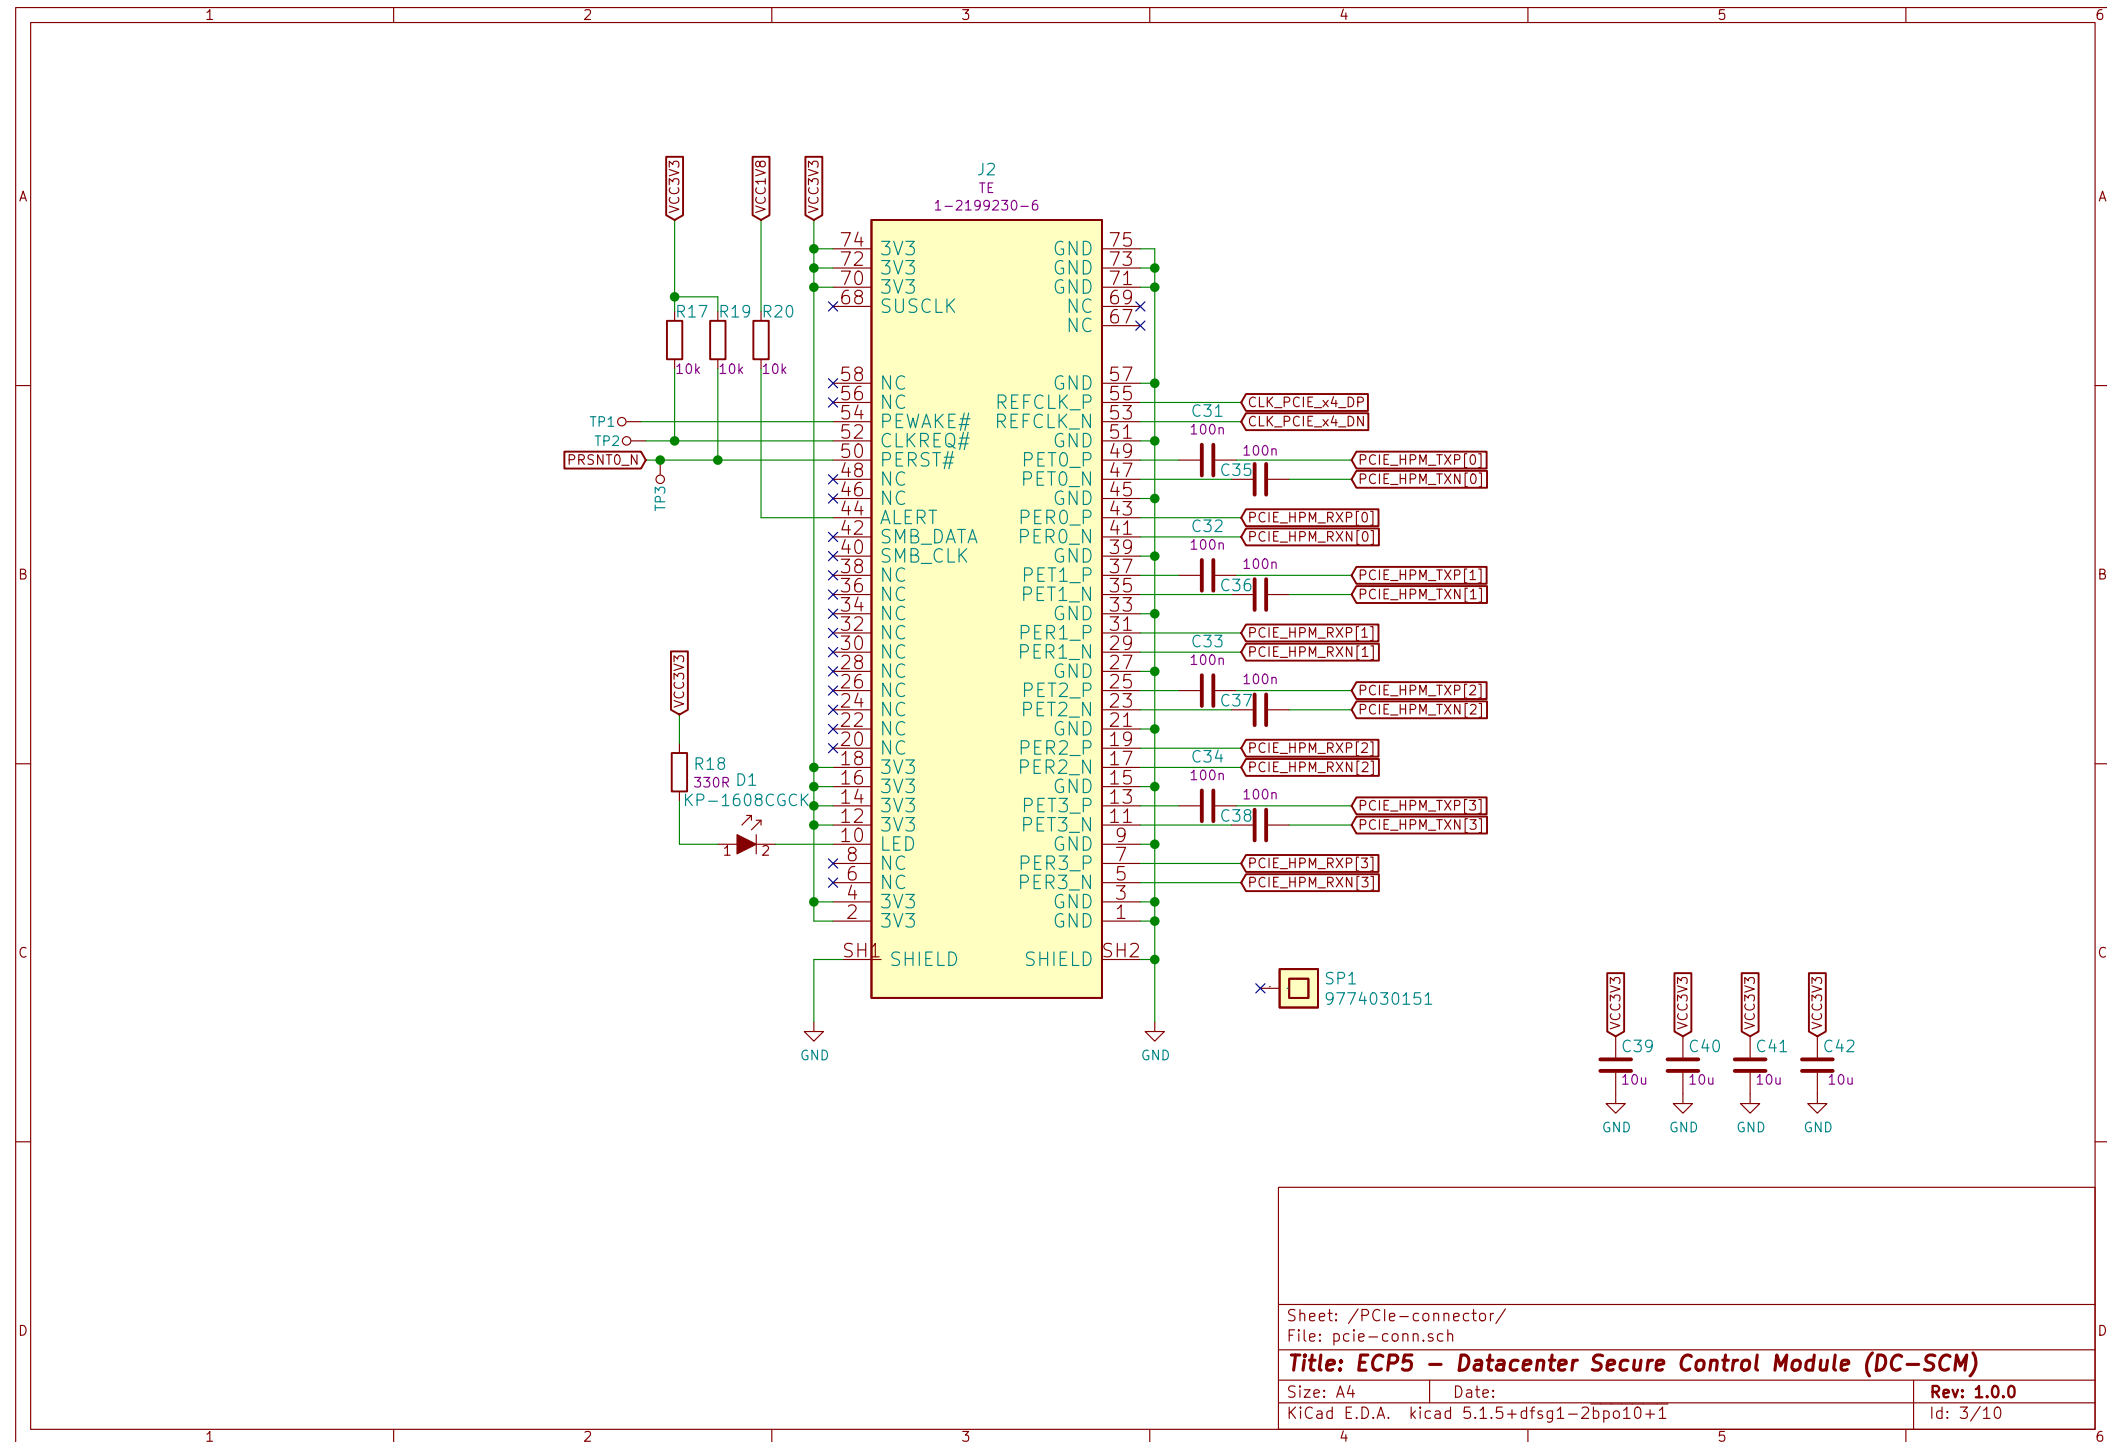 1 2 3 4 5 6
A A
B B
C C
D D
1 2 3 4 5 6
VCC3V3
VCC1V8
VCC3V3
J2
TE
1-2199230-6
R17
10k
R19
10k
R20
10k
TP1
TP2
PRSNT0_N
TP3
VCC3V3
R18
330R
D1
KP-1608CGCK
1 2
74 3V3
72 3V3
70 3V3
68 SUSCLK
58 NC
56 NC
54 PEWAKE#
52 CLKREQ#
50 PERST#
48 NC
46 NC
44 ALERT
42 SMB_DATA
40 SMB_CLK
38 NC
36 NC
34 NC
32 NC
30 NC
28 NC
26 NC
24 NC
22 NC
20 NC
18 3V3
16 3V3
14 3V3
12 3V3
10 LED
8 NC
6 NC
4 3V3
2 3V3
SH1 SHIELD
GND
GND 75
GND 73
GND 71
NC 69
NC 67
GND 57
REFCLK_P 55 CLK_PCIE_x4_DP
REFCLK_N 53 CLK_PCIE_x4_DN
GND 51
PET0_P 49 C31 100n PCIE_HPM_TXP[0]
PET0_N 47 C35 100n PCIE_HPM_TXN[0]
GND 45
PER0_P 43 PCIE_HPM_RXP[0]
PER0_N 41 PCIE_HPM_RXN[0]
GND 39
PET1_P 37 C32 100n PCIE_HPM_TXP[1]
PET1_N 35 C36 100n PCIE_HPM_TXN[1]
GND 33
PER1_P 31 PCIE_HPM_RXP[1]
PER1_N 29 PCIE_HPM_RXN[1]
GND 27
PET2_P 25 C33 100n PCIE_HPM_TXP[2]
PET2_N 23 C37 100n PCIE_HPM_TXN[2]
GND 21
PER2_P 19 PCIE_HPM_RXP[2]
PER2_N 17 PCIE_HPM_RXN[2]
GND 15
PET3_P 13 C34 100n PCIE_HPM_TXP[3]
PET3_N 11 C38 100n PCIE_HPM_TXN[3]
GND 9
PER3_P 7 PCIE_HPM_RXP[3]
PER3_N 5 PCIE_HPM_RXN[3]
GND 3
GND 1
SHIELD SH2
GND
SP1
9774030151
VCC3V3 VCC3V3 VCC3V3 VCC3V3
C39 C40 C41 C42
10u 10u 10u 10u
GND GND GND GND
Sheet: /PCIe-connector/
File: pcie-conn.sch
Title: ECP5 - Datacenter Secure Control Module (DC-SCM)
Size: A4 Date: Rev: 1.0.0
KiCad E.D.A. kicad 5.1.5+dfsg1-2bpo10+1 Id: 3/10